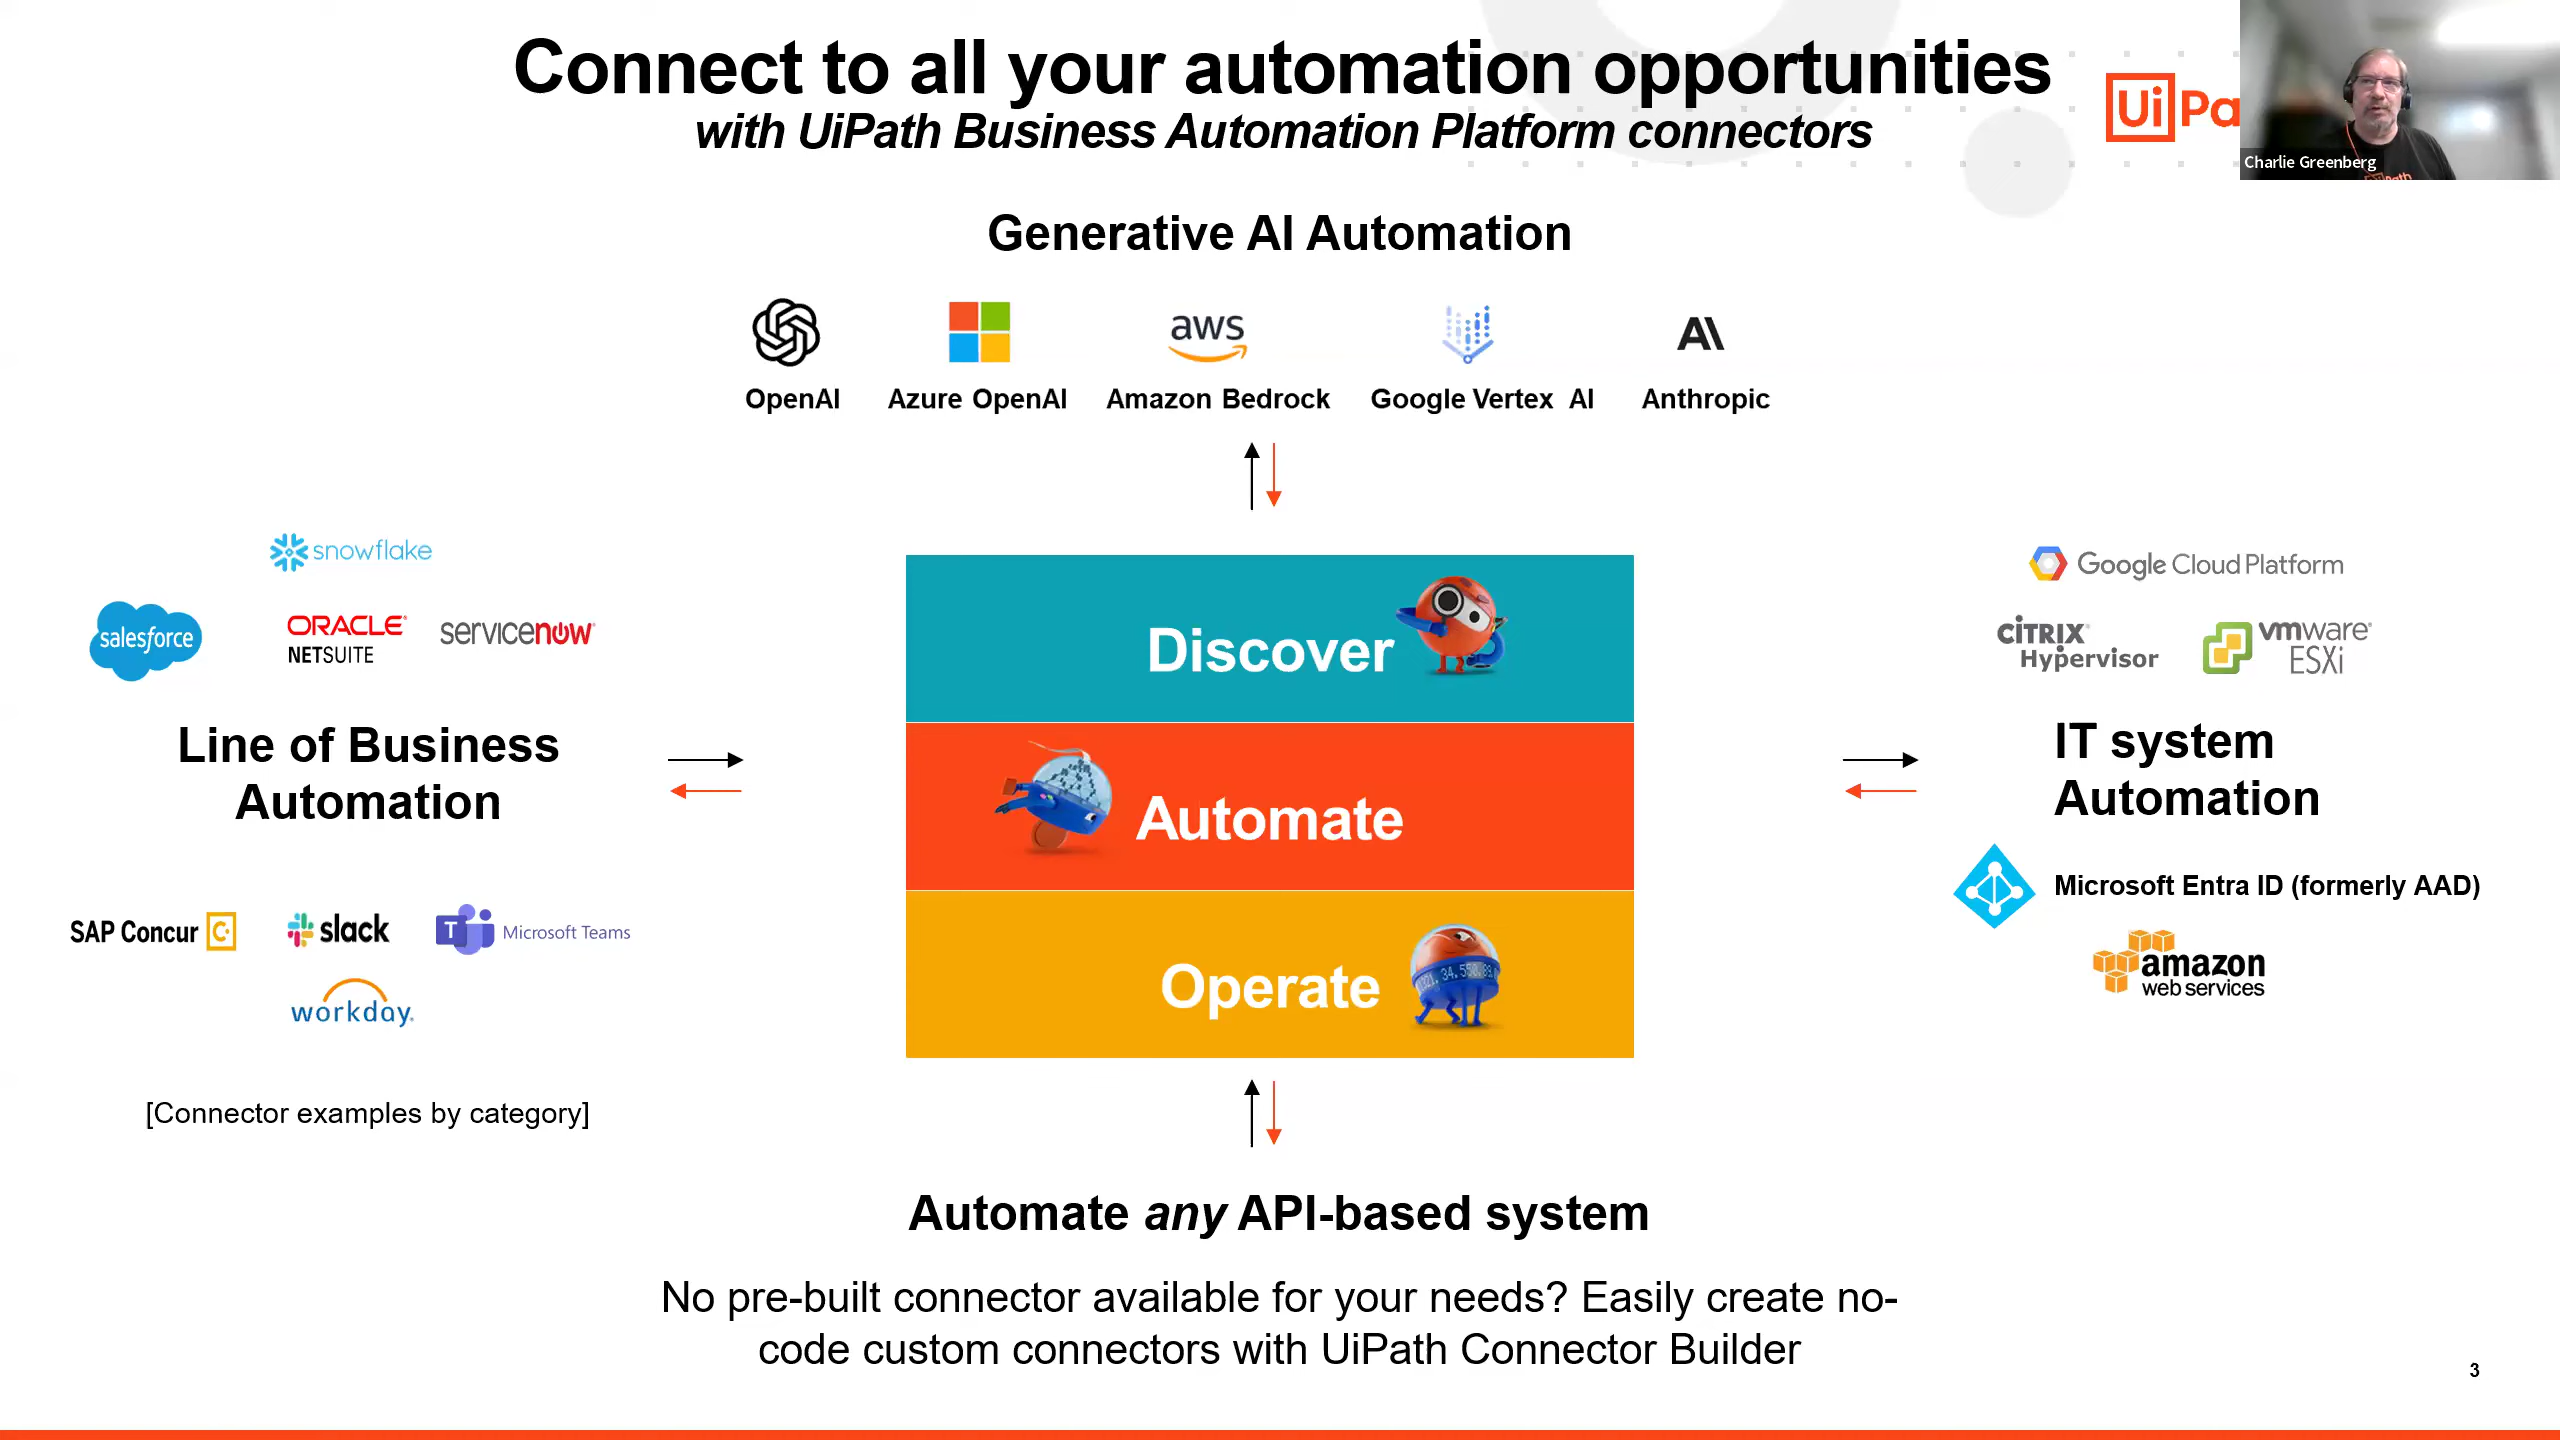 Connect to all your automation opportunities
with UiPath Business Automation Platform connectors
Ui Pa
Charlie Greenberg
Generative AI Automation
aws
OpenAI
Azure OpenAI
Amazon Bedrock
Google Vertex AI
Anthropic
snowflake
salesforce
ORACLE
NETSUITE
servicenow
Line of Business
Automation
SAP Concur C
slack
T Microsoft Teams
workday
[Connector examples by category]
Discover
Automate
Operate
Google Cloud Platform
CİTRIX
Hypervisor
vmware
ESXi
IT system
Automation
Microsoft Entra ID (formerly AAD)
amazon
web services
Automate any API-based system
No pre-built connector available for your needs? Easily create no-
code custom connectors with UiPath Connector Builder
3